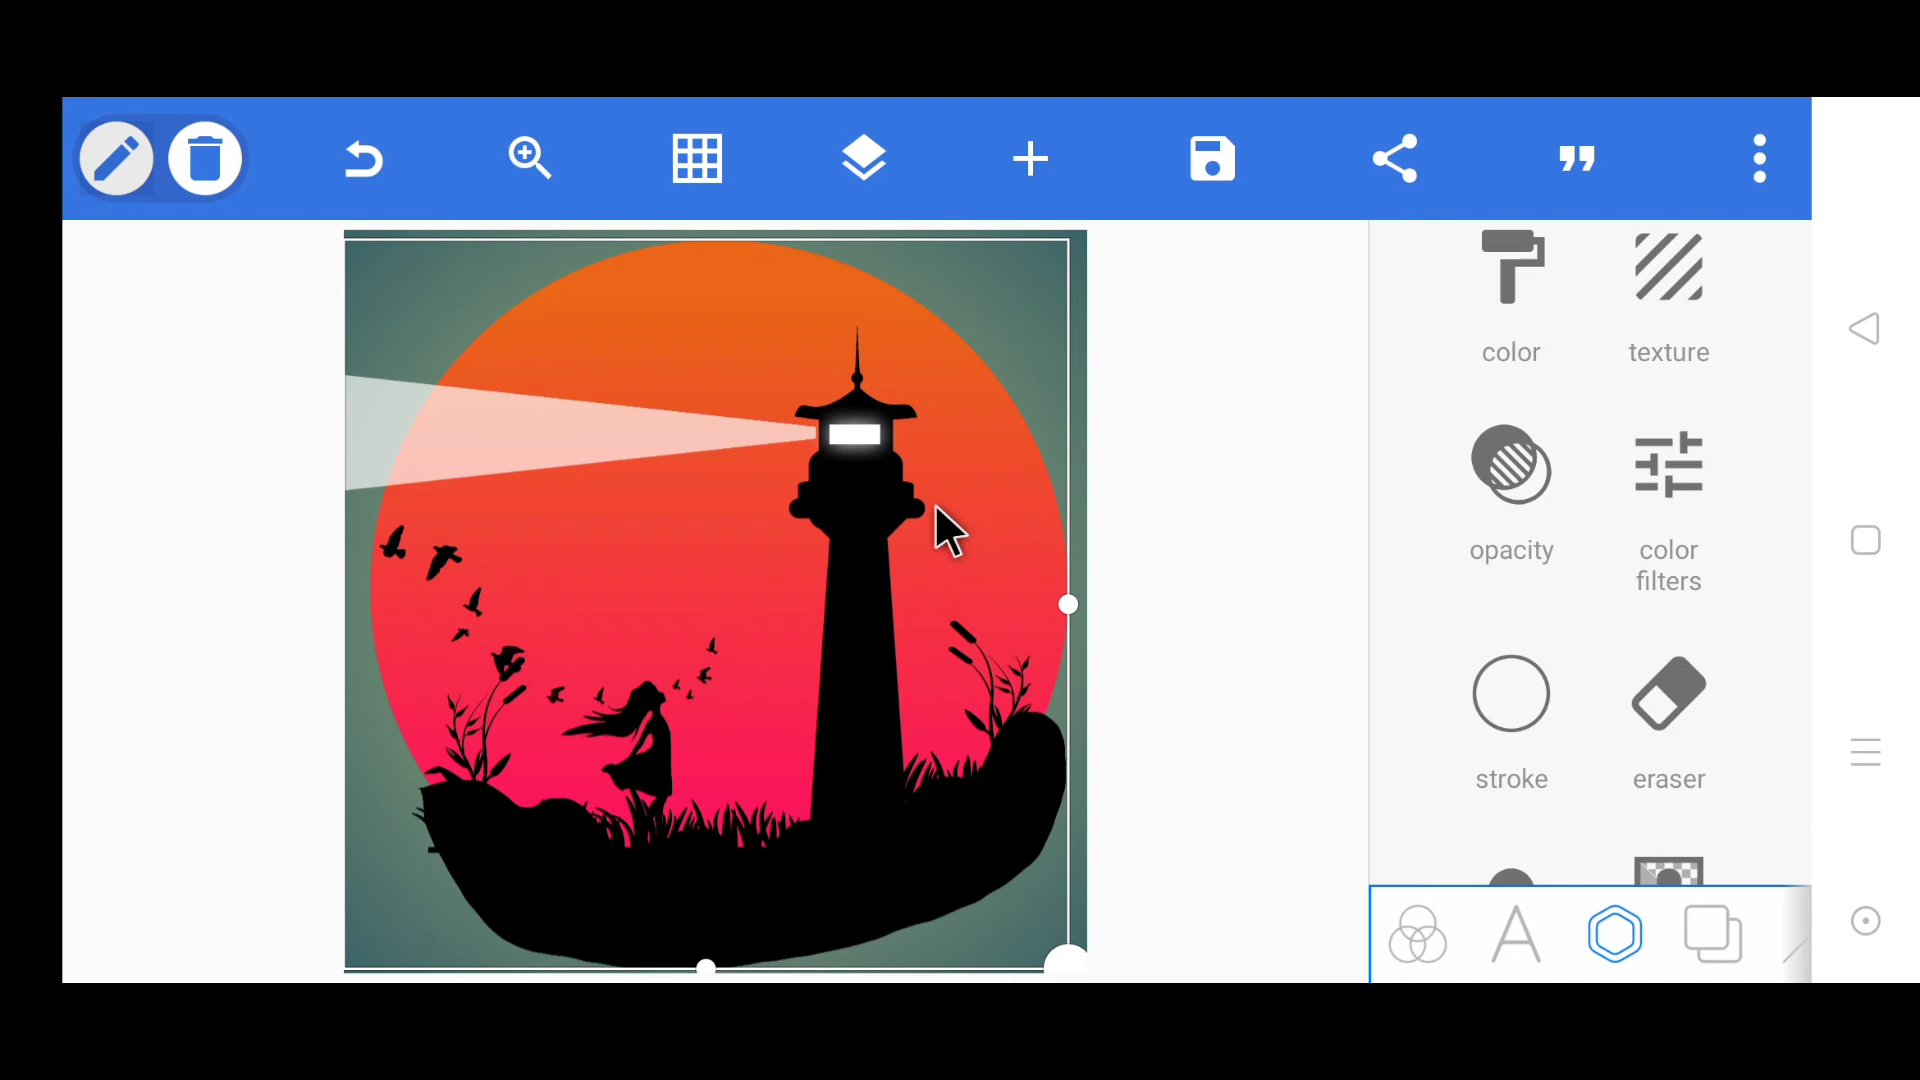 color
texture
opacity
color
filters
stroke
eraser